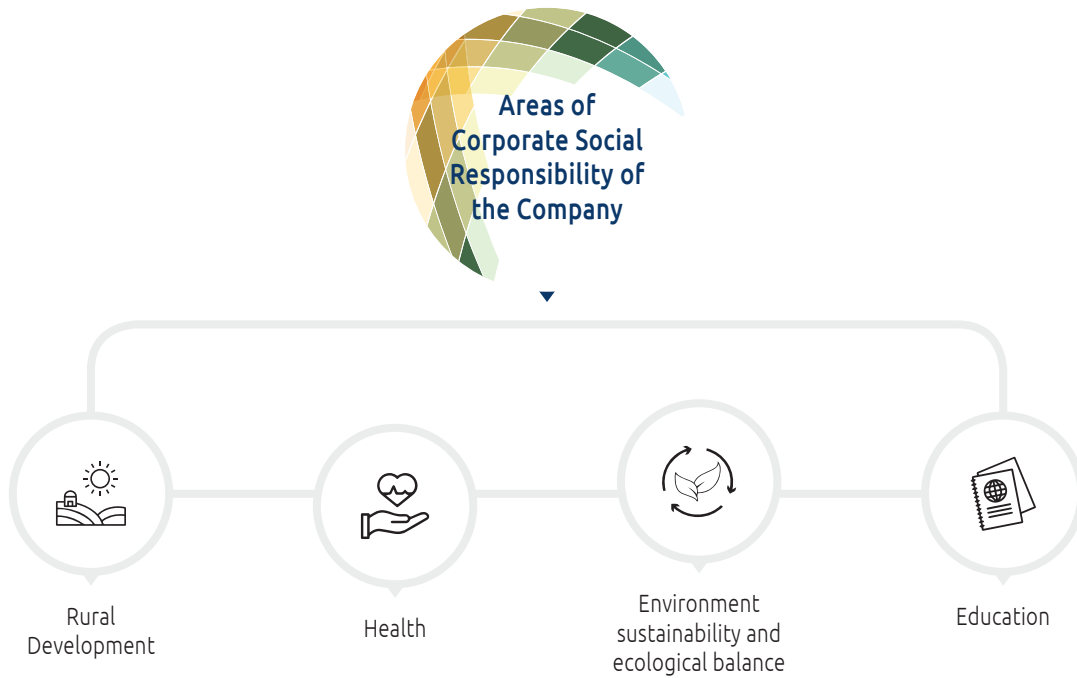 Areas of
Corporate Social
Responsibility of
the Company
Rural
Development
Health
Environment
sustainability and
ecological balance
Education